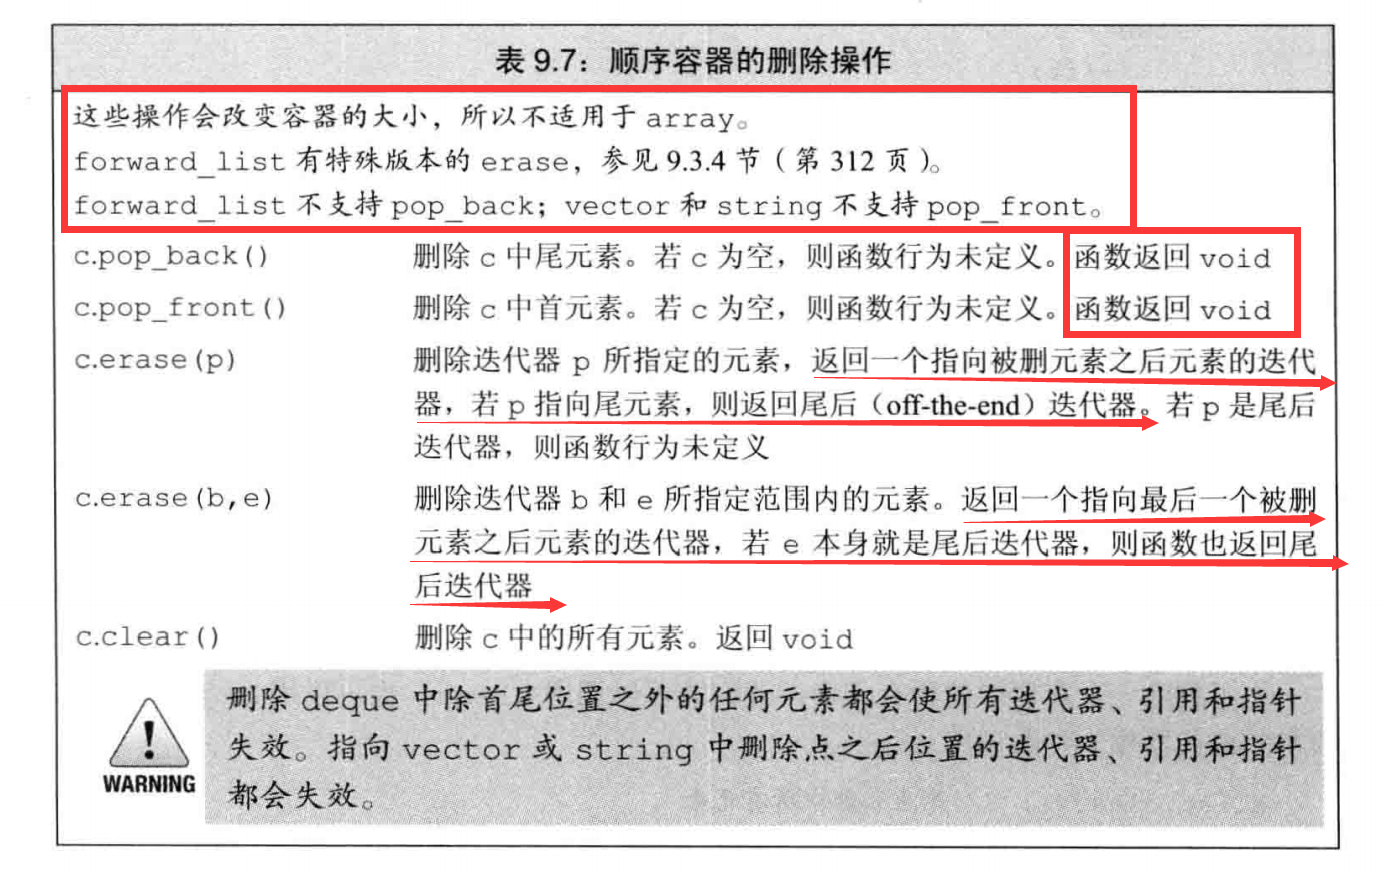 表 9.7：顺序容器的删除操作
这些操作会改变容器的大小，所以不适用于 array。
forward_list 有特殊版本的 erase，参见 9.3.4 节（第 312 页）。
forward_list 不支持 pop_back；vector 和 string 不支持 pop_front。
c.pop_back() 删除 c 中尾元素。若 c 为空，则函数行为未定义。函数返回 void
c.pop_front() 删除 c 中首元素。若 c 为空，则函数行为未定义。函数返回 void
c.erase(p) 删除迭代器 p 所指定的元素，返回一个指向被删元素之后元素的迭代
器，若 p 指向尾元素，则返回尾后（off-the-end）迭代器。若 p 是尾后
迭代器，则函数行为未定义
c.erase(b,e) 删除迭代器 b 和 e 所指定范围内的元素。返回一个指向最后一个被删
元素之后元素的迭代器，若 e 本身就是尾后迭代器，则函数也返回尾
后迭代器
c.clear() 删除 c 中的所有元素。返回 void
删除 deque 中除首尾位置之外的任何元素都会使所有迭代器、引用和指针
失效。指向 vector 或 string 中删除点之后位置的迭代器、引用和指针
都会失效。
WARNING